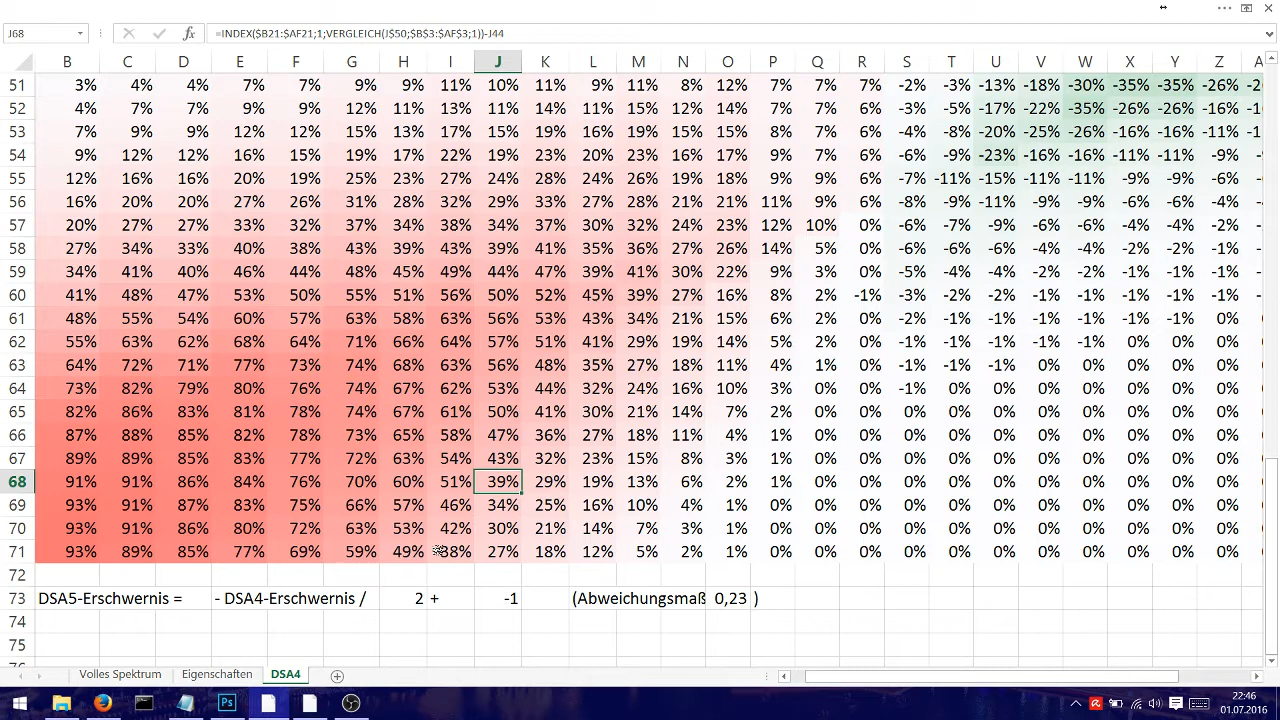 J68 =INDEX($B21:$AF21;1;VERGLEICH(J$50;$B$3:$AF$3;1))-J44
B C D E F G H I J K L M N O P Q R S T U V W X Y Z A
51 3% 4% 4% 7% 7% 9% 9% 11% 10% 11% 9% 11% 8% 12% 7% 7% 7% -2% -3% -13% -18% -30% -35% -35% -26% -2
52 4% 7% 7% 9% 9% 12% 11% 13% 11% 14% 11% 15% 12% 14% 7% 7% 6% -3% -5% -17% -22% -35% -26% -26% -16% -1
53 7% 9% 9% 12% 12% 15% 13% 17% 15% 19% 16% 19% 15% 15% 8% 7% 6% -4% -8% -20% -25% -26% -16% -16% -11% -1
54 9% 12% 12% 16% 15% 19% 17% 22% 19% 23% 20% 23% 16% 17% 9% 7% 6% -6% -9% -23% -16% -16% -11% -11% -9% -
55 12% 16% 16% 20% 19% 25% 23% 27% 24% 28% 24% 26% 19% 18% 9% 9% 6% -7% -11% -15% -11% -11% -9% -9% -6% -
56 16% 20% 20% 27% 26% 31% 28% 32% 29% 33% 27% 28% 21% 21% 11% 9% 6% -8% -9% -11% -9% -9% -6% -6% -4% -
57 20% 27% 27% 33% 32% 37% 34% 38% 34% 37% 30% 32% 24% 23% 12% 10% 0% -6% -7% -9% -6% -6% -4% -4% -2% -
58 27% 34% 33% 40% 38% 43% 39% 43% 39% 41% 35% 36% 27% 26% 14% 5% 0% -6% -6% -6% -4% -4% -2% -2% -1% -
59 34% 41% 40% 46% 44% 48% 45% 49% 44% 47% 39% 41% 30% 22% 9% 3% 0% -5% -4% -4% -2% -2% -1% -1% -1% -
60 41% 48% 47% 53% 50% 55% 51% 56% 50% 52% 45% 39% 27% 16% 8% 2% -1% -3% -2% -2% -1% -1% -1% -1% -1% -
61 48% 55% 54% 60% 57% 63% 58% 63% 56% 53% 43% 34% 21% 15% 6% 2% 0% -2% -1% -1% -1% -1% -1% -1% 0%
62 55% 63% 62% 68% 64% 71% 66% 64% 57% 51% 41% 29% 19% 14% 5% 2% 0% -1% -1% -1% -1% -1% 0% 0% 0%
63 64% 72% 71% 77% 73% 74% 68% 63% 56% 48% 35% 27% 18% 11% 4% 1% 0% -1% -1% -1% 0% 0% 0% 0% 0%
64 73% 82% 79% 80% 76% 74% 67% 62% 53% 44% 32% 24% 16% 10% 3% 0% 0% -1% 0% 0% 0% 0% 0% 0% 0%
65 82% 86% 83% 81% 78% 74% 67% 61% 50% 41% 30% 21% 14% 7% 2% 0% 0% 0% 0% 0% 0% 0% 0% 0% 0%
66 87% 88% 85% 82% 78% 73% 65% 58% 47% 36% 27% 18% 11% 4% 1% 0% 0% 0% 0% 0% 0% 0% 0% 0% 0%
67 89% 89% 85% 83% 77% 72% 63% 54% 43% 32% 23% 15% 8% 3% 1% 0% 0% 0% 0% 0% 0% 0% 0% 0% 0%
68 91% 91% 86% 84% 76% 70% 60% 51% 39% 29% 19% 13% 6% 2% 1% 0% 0% 0% 0% 0% 0% 0% 0% 0% 0%
69 93% 91% 87% 83% 75% 66% 57% 46% 34% 25% 16% 10% 4% 1% 0% 0% 0% 0% 0% 0% 0% 0% 0% 0% 0%
70 93% 91% 86% 80% 72% 63% 53% 42% 30% 21% 14% 7% 3% 1% 0% 0% 0% 0% 0% 0% 0% 0% 0% 0% 0%
71 93% 89% 85% 77% 69% 59% 49% 38% 27% 18% 12% 5% 2% 1% 0% 0% 0% 0% 0% 0% 0% 0% 0% 0% 0%
72
73 DSA5-Erschwernis = - DSA4-Erschwernis / 2 + -1 (Abweichungsmaß 0,23 )
74
75
76
Volles Spektrum Eigenschaften DSA4
22:46
01.07.2016